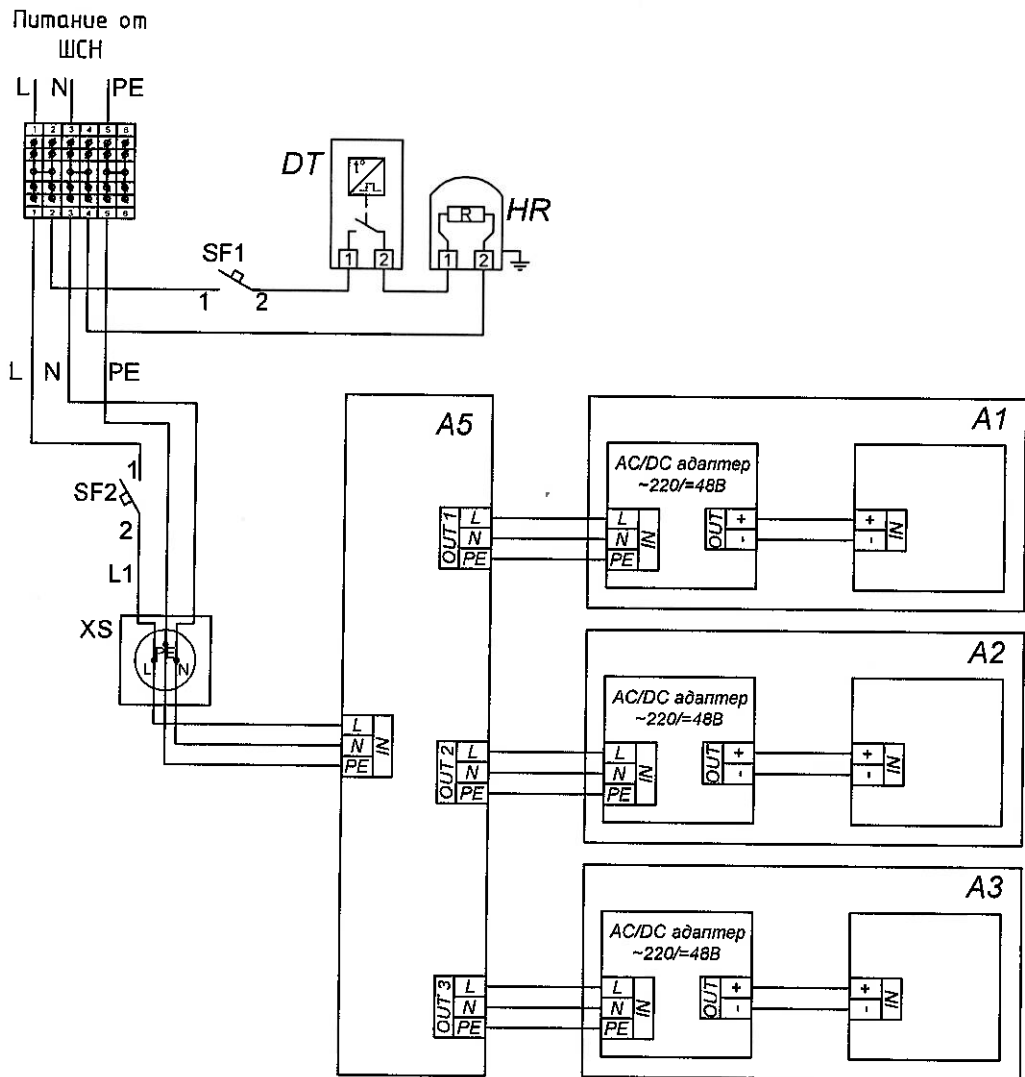 Питание от
ШСН
L N PE
1 2 3 4 5 6
1 2 3 4 5 6
DT
t°
1 2
HR
R
1 2
SF1
1 2
L N PE
1
SF2
2
L1
XS
L PE N
A5
IN
L
N
PE
OUT 1
L
N
PE
OUT 2
L
N
PE
OUT 3
L
N
PE
A1
AC/DC адаптер
~220/=48В
L
N
PE
IN
OUT
+
-
+
-
IN
A2
AC/DC адаптер
~220/=48В
L
N
PE
IN
OUT
+
-
+
-
IN
A3
AC/DC адаптер
~220/=48В
L
N
PE
IN
OUT
+
-
+
-
IN